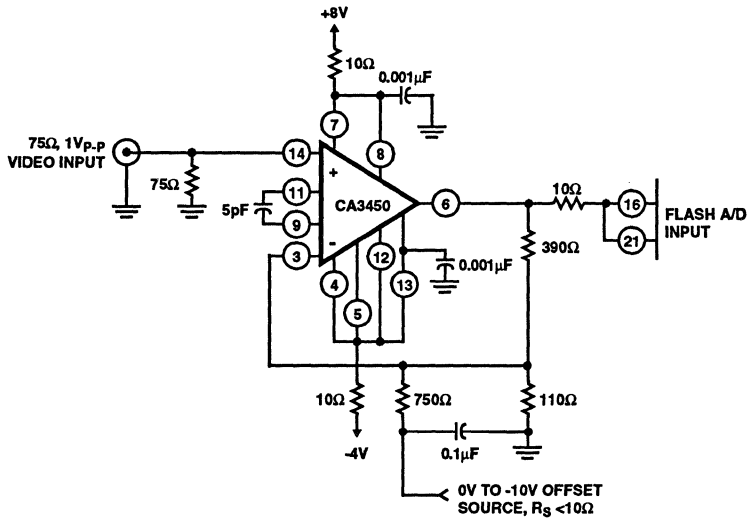 +8V
10Ω
0.001µF
7
8
75Ω, 1VP-P
VIDEO INPUT
14
75Ω
+
11
5pF
9
CA3450
6
10Ω
16
21
FLASH A/D
INPUT
-
3
390Ω
12
0.001µF
4
13
5
10Ω
750Ω
110Ω
-4V
0.1µF
0V TO -10V OFFSET
SOURCE, RS <10Ω